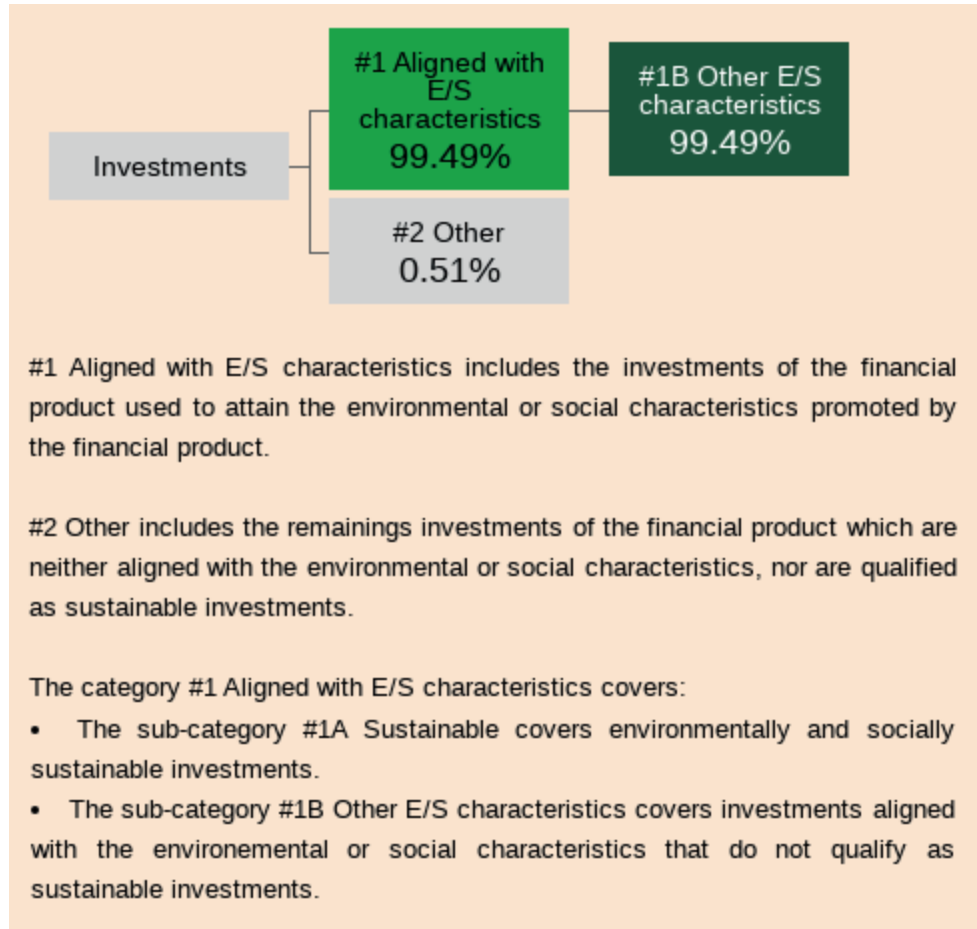 #1 Aligned with
E/S
characteristics
99.49%
#1B Other E/S
characteristics
99.49%
Investments
#2 Other
0.51%
#1 Aligned with E/S characteristics includes the investments of the financial
product used to attain the environmental or social characteristics promoted by
the financial product.
#2 Other includes the remainings investments of the financial product which are
neither aligned with the environmental or social characteristics, nor are qualified
as sustainable investments.
The category #1 Aligned with E/S characteristics covers:
• The sub-category #1A Sustainable covers environmentally and socially
sustainable investments.
• The sub-category #1B Other E/S characteristics covers investments aligned
with the environemental or social characteristics that do not qualify as
sustainable investments.